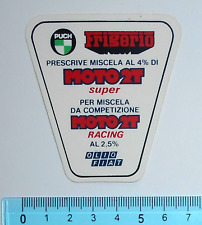 PUCH FRIGERIO
PRESCRIVE MISCELA AL 4% DI
MOTO 2T
super
PER MISCELA
DA COMPETIZIONE
MOTO 2T
RACING
AL 2,5%
OLIO
FIAT
0 1 2 3 4 5 6 7